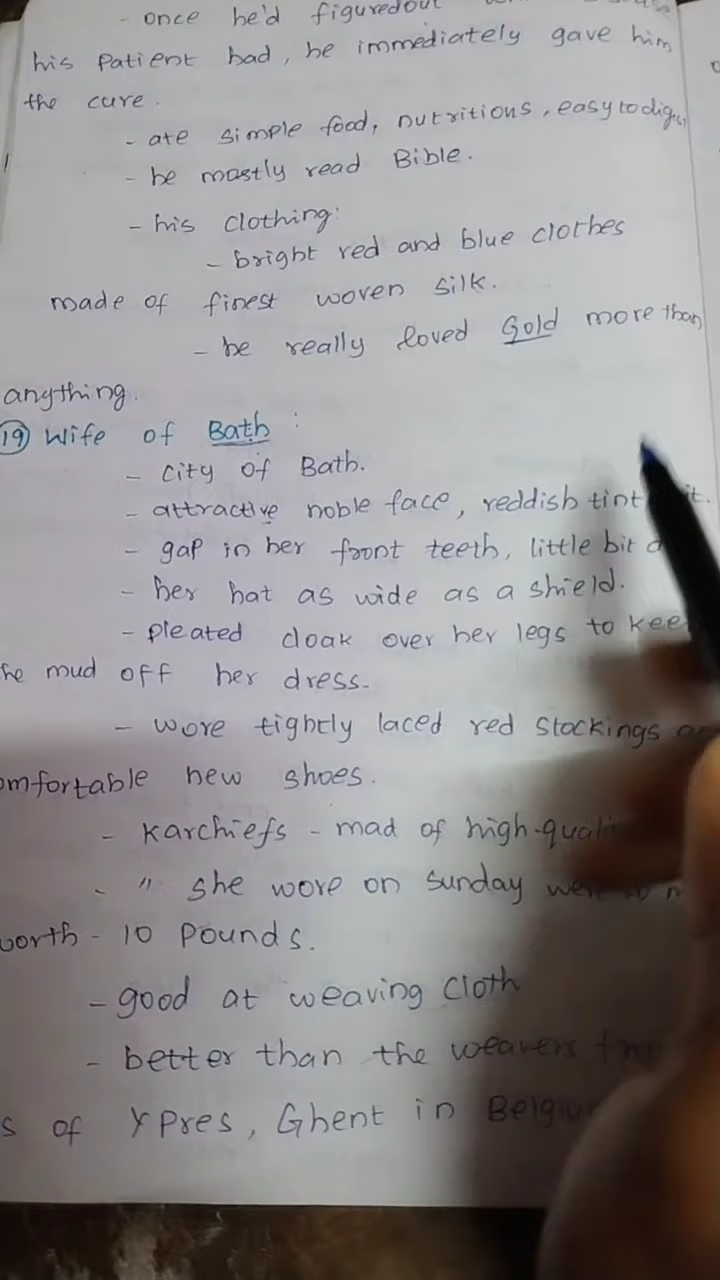 - once he'd figuredout
his Patient had, he immediately gave him
the cure.
- ate simple food, nutritions, easy to
- he mostly read Bible.
- his clothing:
- bright red and blue clothes
made of finest woven silk.
- he really loved Gold more than
anything.
19 Wife of Bath :
- city of Bath.
- attractive noble face, reddish tint it.
- gap in her front teeth, little bit
- her hat as wide as a shield.
- pleated cloak over her legs to
mud off her dress.
- wore tightly laced red stockings
new shoes.
- Karchiefs - mad of high-
- " she wore on Sunday
worth - 10 Pounds.
- good at weaving cloth
- better than the weavers
of Ypres, Ghent in